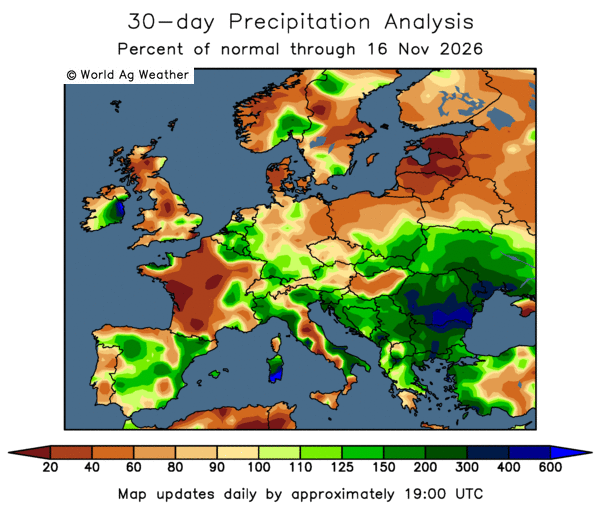 30-day Precipitation Analysis
Percent of normal through 16 Nov 2026
© World Ag Weather
20 40 60 80 90 100 110 125 150 200 300 400 600
Map updates daily by approximately 19:00 UTC